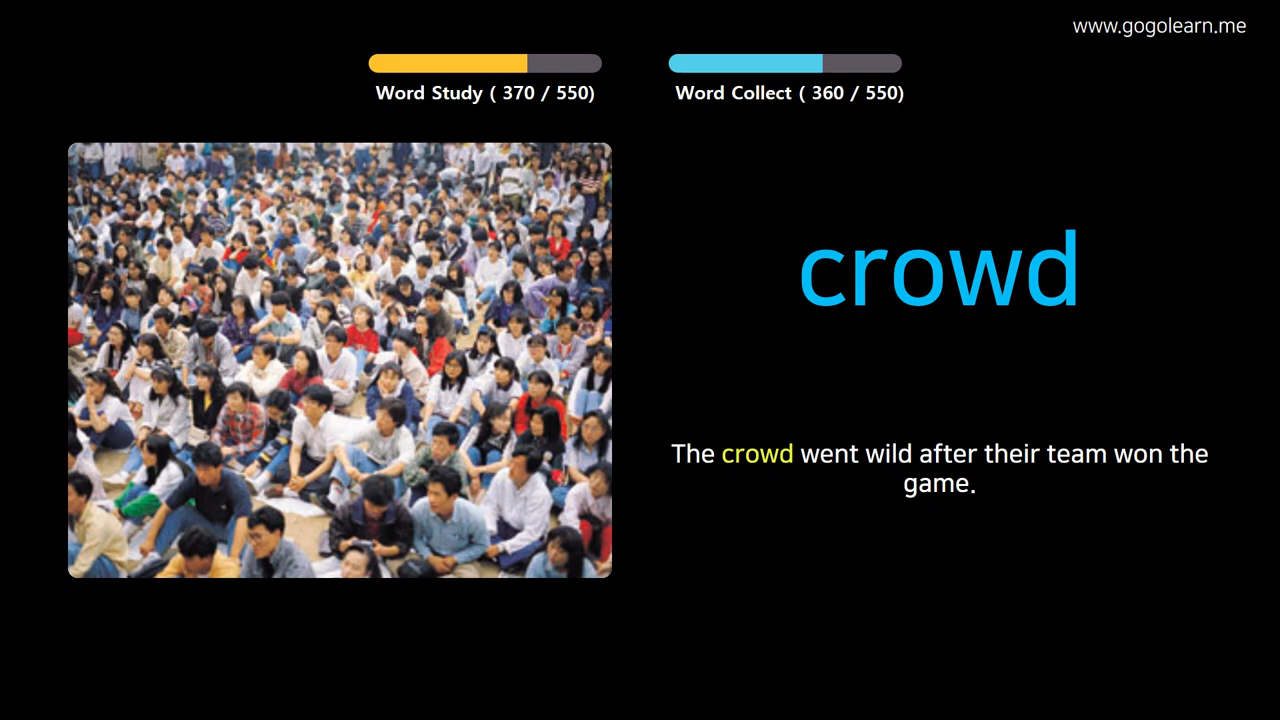 www.gogolearn.me
Word Study ( 370 / 550)
Word Collect ( 360 / 550)
crowd
The crowd went wild after their team won the
game.